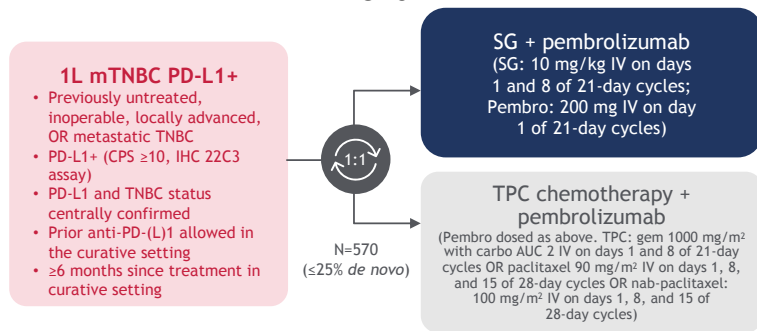 1L mTNBC PD-L1+
• Previously untreated,
inoperable, locally advanced,
OR metastatic TNBC
• PD-L1+ (CPS ≥10, IHC 22C3
assay)
• PD-L1 and TNBC status
centrally confirmed
• Prior anti-PD-(L)1 allowed in
the curative setting
• ≥6 months since treatment in
curative setting
1:1
N=570
(≤25% de novo)
SG + pembrolizumab
(SG: 10 mg/kg IV on days
1 and 8 of 21-day cycles;
Pembro: 200 mg IV on day
1 of 21-day cycles)
TPC chemotherapy +
pembrolizumab
(Pembro dosed as above. TPC: gem 1000 mg/m²
with carbo AUC 2 IV on days 1 and 8 of 21-day
cycles OR paclitaxel 90 mg/m² IV on days 1, 8,
and 15 of 28-day cycles OR nab-paclitaxel:
100 mg/m² IV on days 1, 8, and 15 of
28-day cycles)